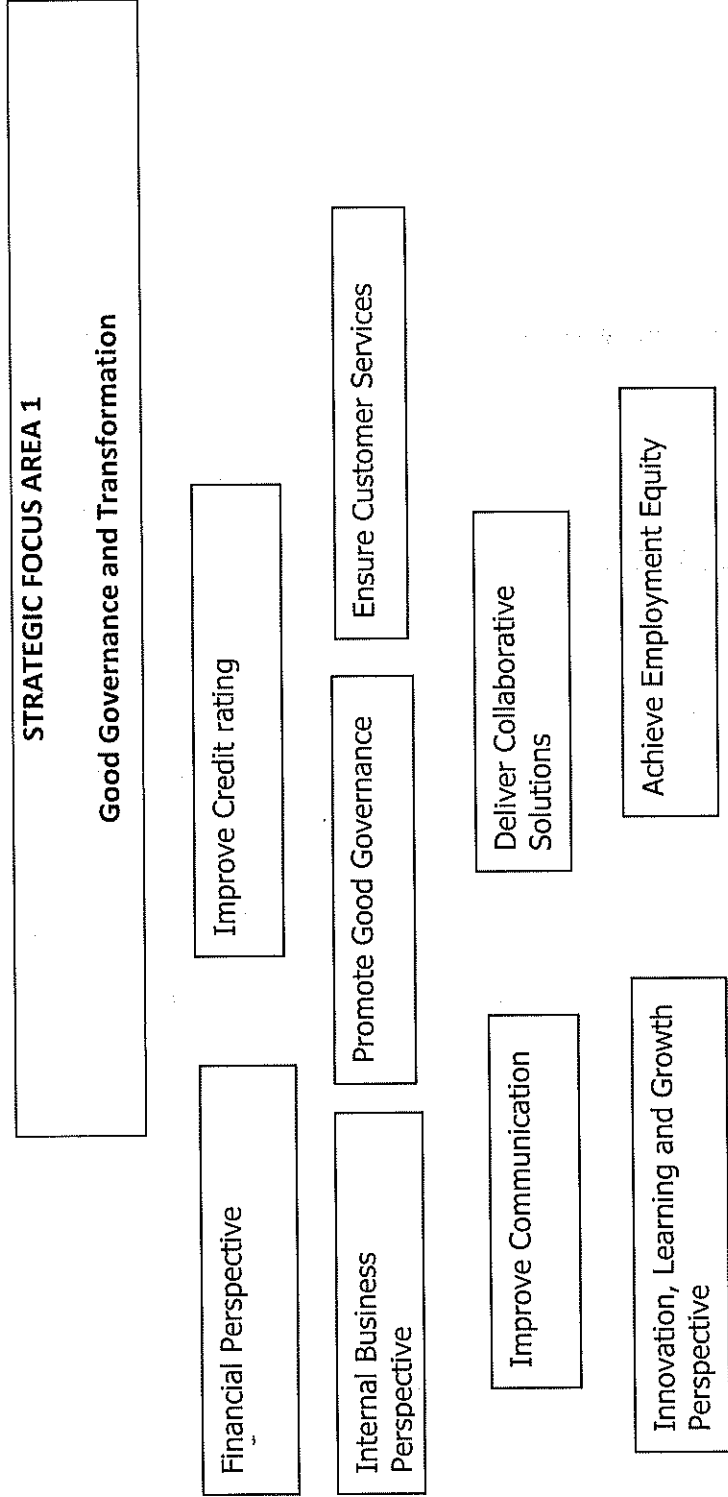 STRATEGIC FOCUS AREA 1
Good Governance and Transformation
Financial Perspective
Improve Credit rating
Internal Business
Perspective
Promote Good Governance
Ensure Customer Services
Improve Communication
Deliver Collaborative
Solutions
Innovation, Learning and Growth
Perspective
Achieve Employment Equity